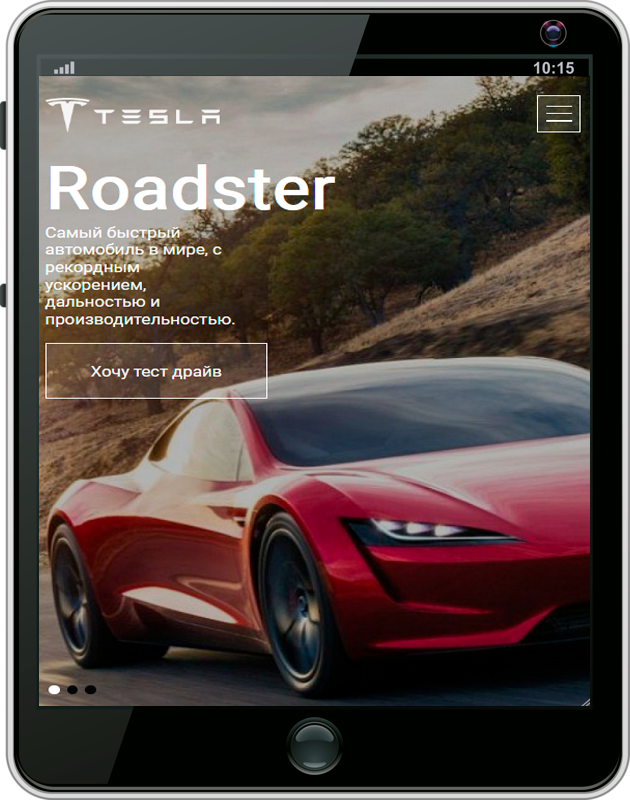 10:15
TESLA
Roadster
Самый быстрый
автомобиль в мире, с
рекордным
ускорением,
дальностью и
производительностью.
Хочу тест драйв